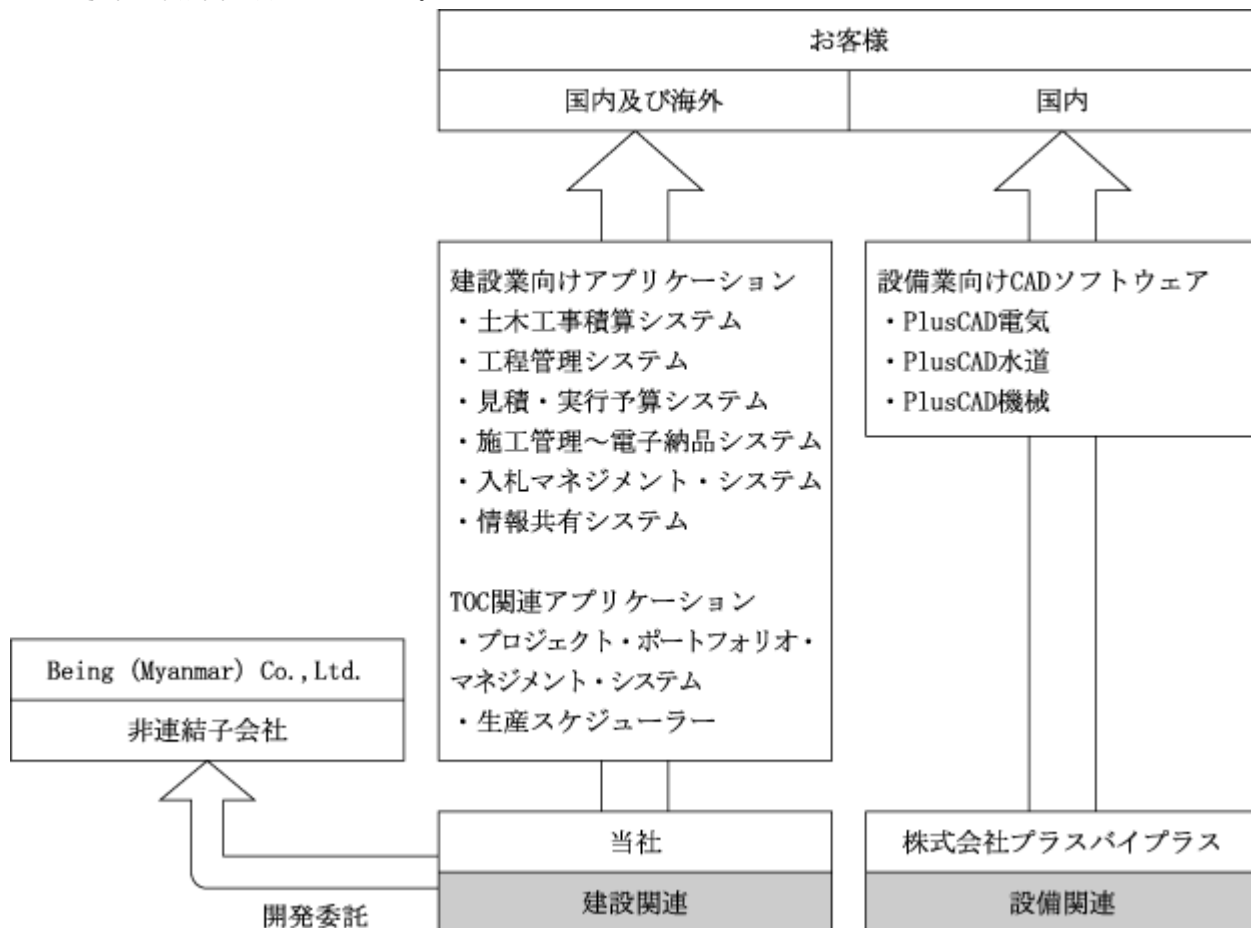 お客様
国内及び海外
国内
建設業向けアプリケーション
・土木工事積算システム
・工程管理システム
・見積・実行予算システム
・施工管理～電子納品システム
・入札マネジメント・システム
・情報共有システム
TOC関連アプリケーション
・プロジェクト・ポートフォリオ・
マネジメント・システム
・生産スケジューラー
設備業向けCADソフトウェア
・PlusCAD電気
・PlusCAD水道
・PlusCAD機械
Being (Myanmar) Co.,Ltd.
非連結子会社
開発委託
当社
建設関連
株式会社プラスバイプラス
設備関連